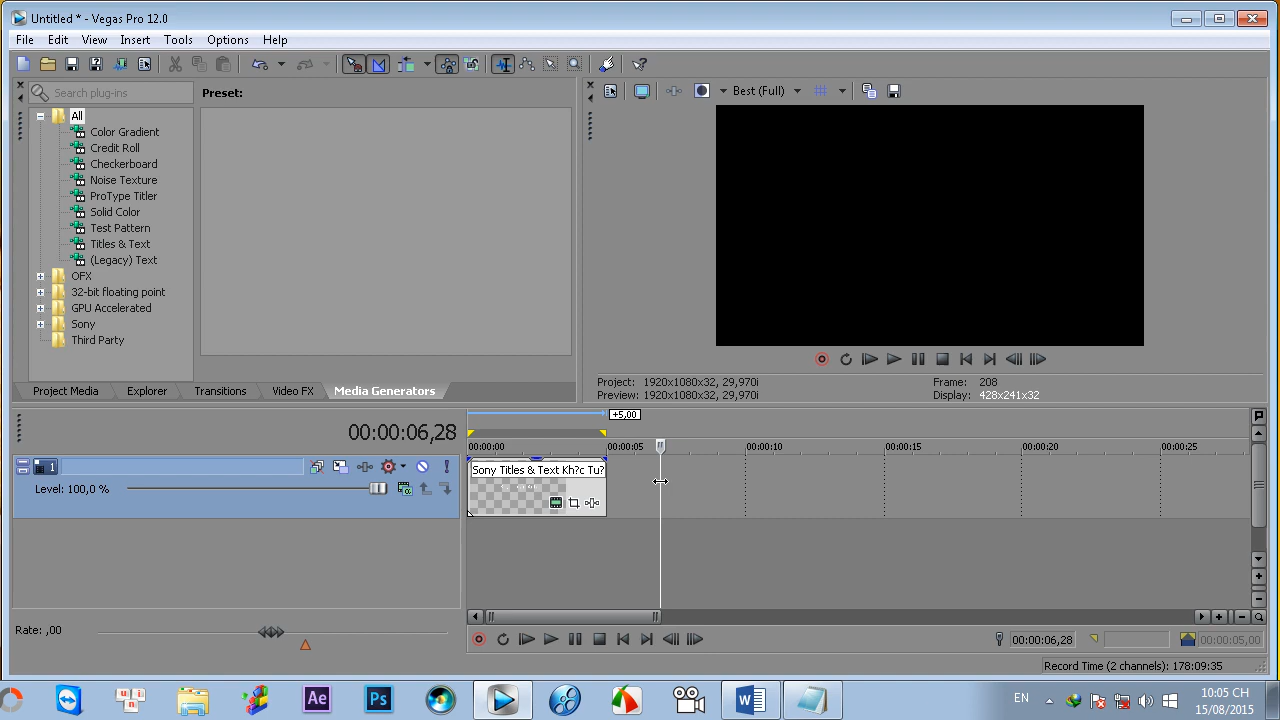 Untitled * - Vegas Pro 12.0
File Edit View Insert Tools Options Help
Search plug-ins
Preset:
Best (Full)
All
Color Gradient
Credit Roll
Checkerboard
Noise Texture
ProType Titler
Solid Color
Test Pattern
Titles & Text
(Legacy) Text
OFX
32-bit floating point
GPU Accelerated
Sony
Third Party
Project Media Explorer Transitions Video FX Media Generators
Project: 1920x1080x32, 29,970i Frame: 208
Preview: 1920x1080x32, 29,970i Display: 428x241x32
+5,00
00:00:06,28
00:00:00 00:00:05 00:00:10 00:00:15 00:00:20 00:00:25
1
Sony Titles & Text Kh?c Tu?
Level: 100,0 %
Rate: ,00
00:00:06,28 00:00:05,00
Record Time (2 channels): 178:09:35
Ae Ps W
EN
10:05 CH
15/08/2015